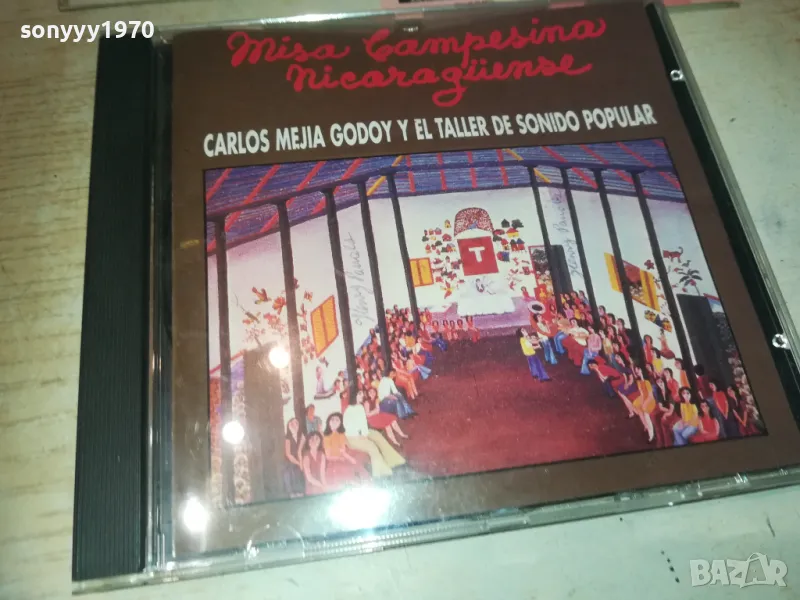 sonyyy1970
Misa Campesina
nicaragüense
CARLOS MEJIA GODOY Y EL TALLER DE SONIDO POPULAR
T
BAZAR